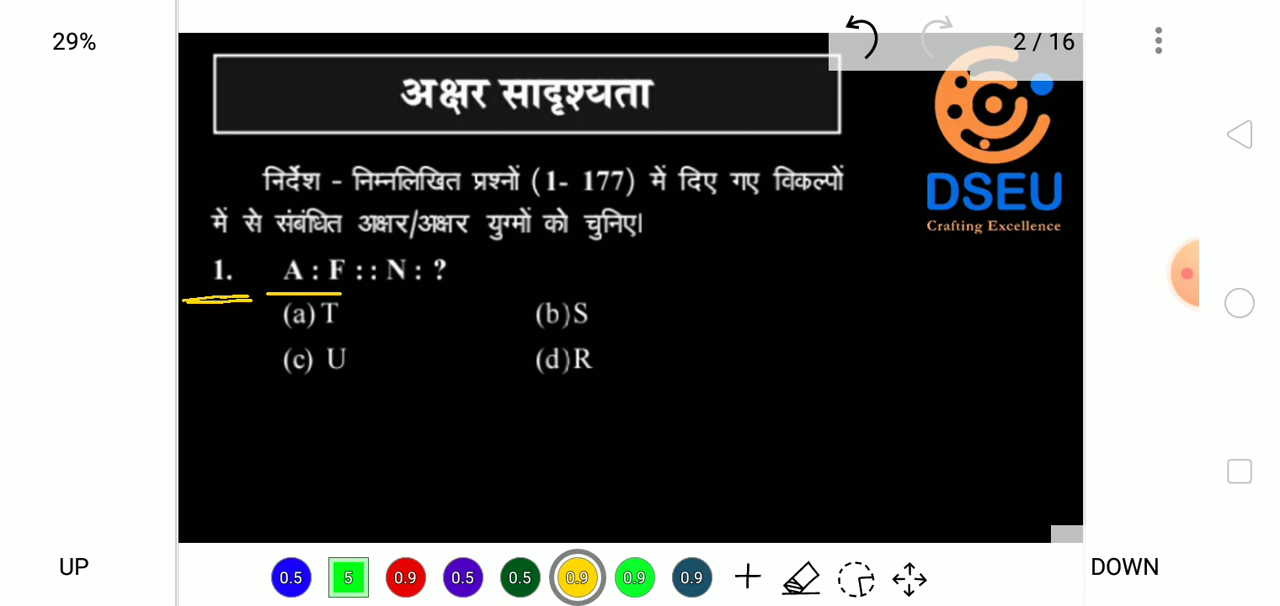 29%
2 / 16
अक्षर सादृश्यता
निर्देश - निम्नलिखित प्रश्नों (1- 177) में दिए गए विकल्पों
में से संबंधित अक्षर/अक्षर युग्मों को चुनिए।
DSEU
Crafting Excellence
1. A : F : : N : ?
(a) T (b) S
(c) U (d) R
UP
DOWN
0.5 5 0.9 0.5 0.5 0.9 0.9 0.9